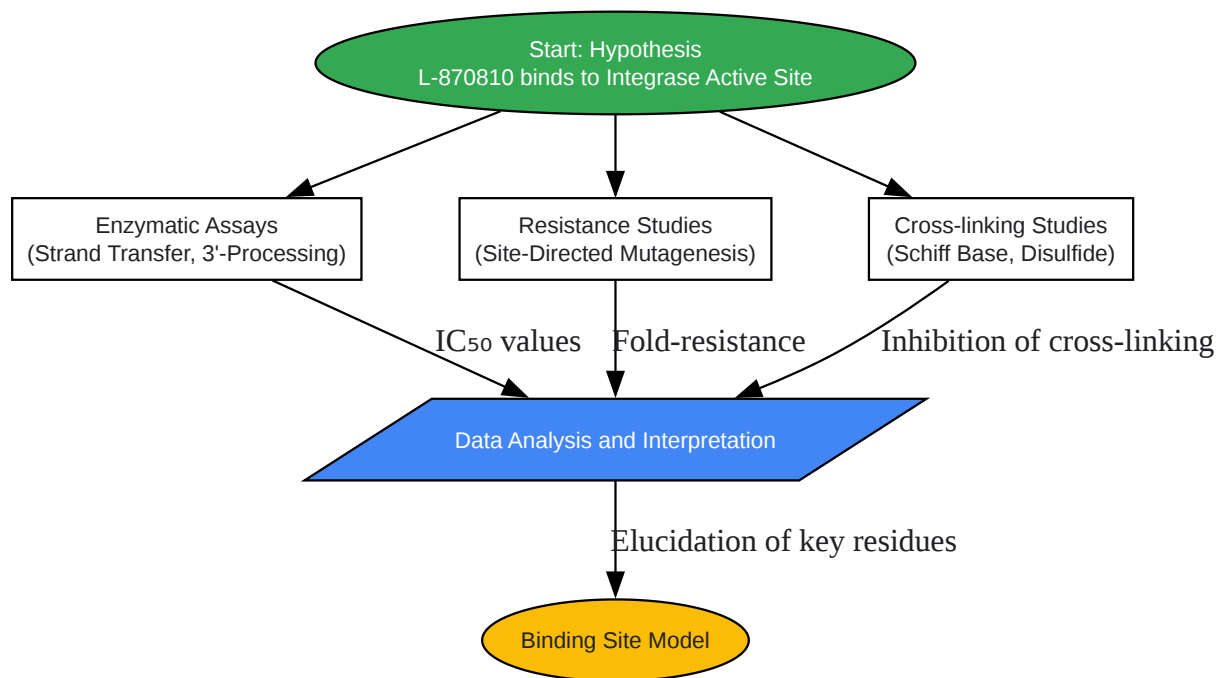 Start: Hypothesis
L-870810 binds to Integrase Active Site
Enzymatic Assays
(Strand Transfer, 3'-Processing)
Resistance Studies
(Site-Directed Mutagenesis)
Cross-linking Studies
(Schiff Base, Disulfide)
IC₅₀ values
Fold-resistance
Inhibition of cross-linking
Data Analysis and Interpretation
Elucidation of key residues
Binding Site Model